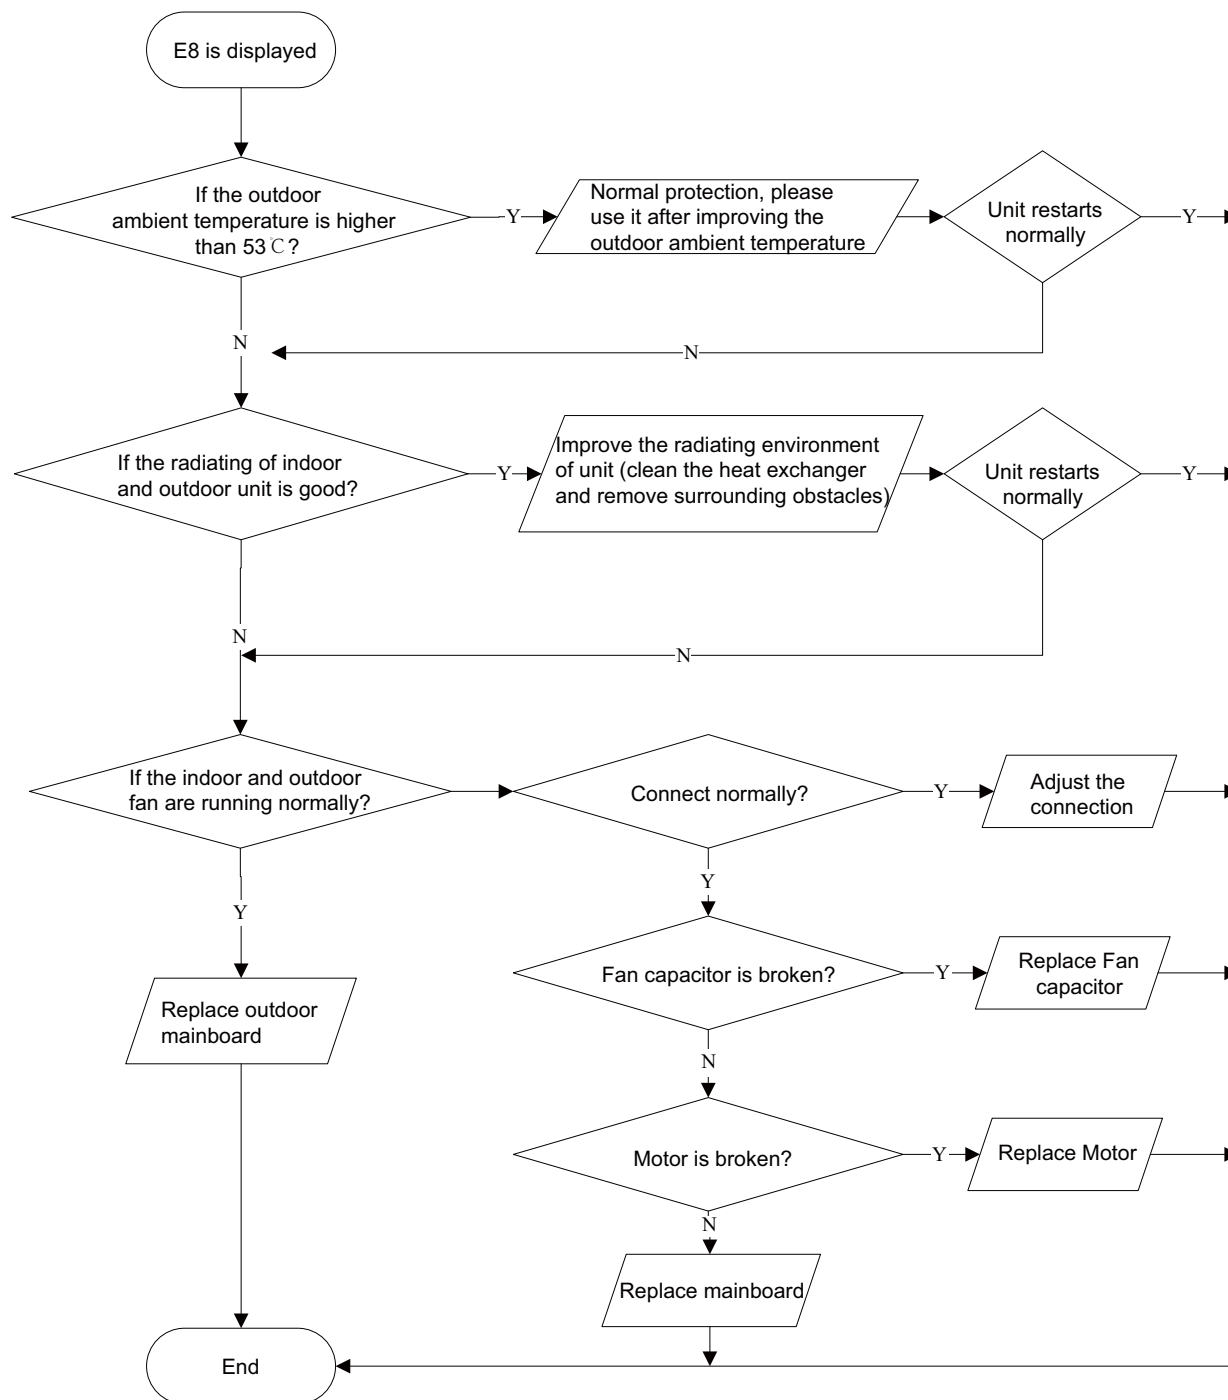 E8 is displayed
If the outdoor
ambient temperature is higher
than 53℃?
Y
Normal protection, please
use it after improving the
outdoor ambient temperature
Unit restarts
normally
Y
N
N
If the radiating of indoor
and outdoor unit is good?
Y
Improve the radiating environment
of unit (clean the heat exchanger
and remove surrounding obstacles)
Unit restarts
normally
Y
N
N
If the indoor and outdoor
fan are running normally?
Connect normally?
Y
Adjust the
connection
Y
Y
Fan capacitor is broken?
Y
Replace Fan
capacitor
Replace outdoor
mainboard
N
Motor is broken?
Y
Replace Motor
N
Replace mainboard
End